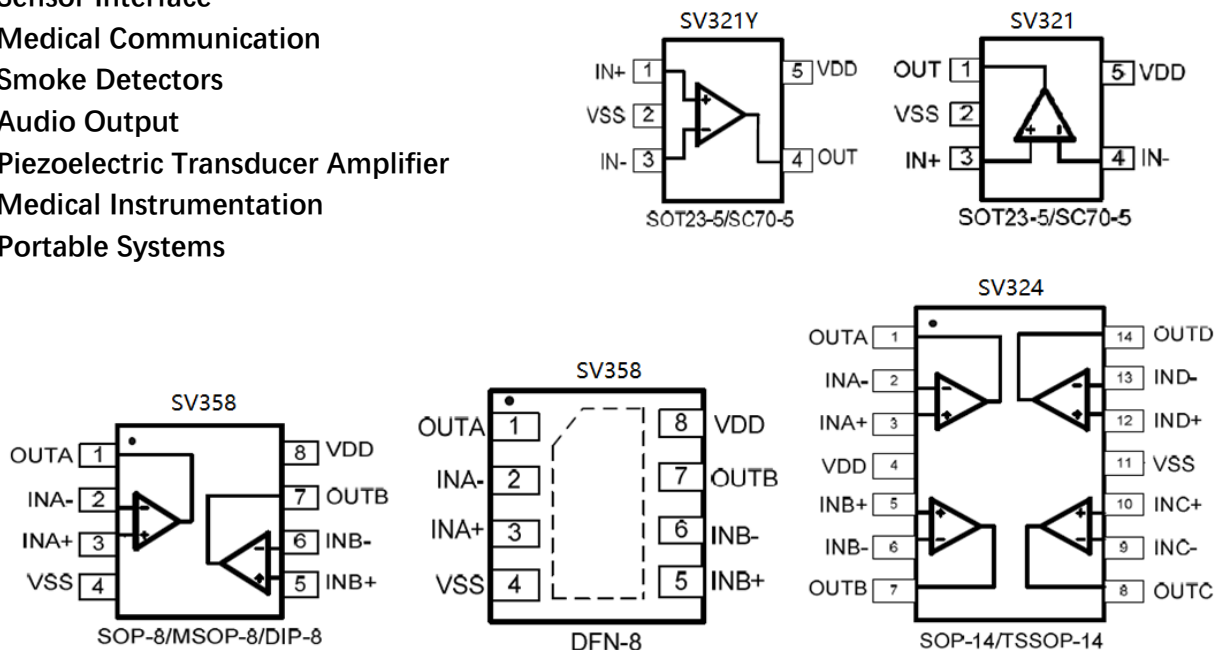 Sensor Interface
Medical Communication
Smoke Detectors
Audio Output
Piezoelectric Transducer Amplifier
Medical Instrumentation
Portable Systems
SV321Y
IN+ 1 5 VDD
VSS 2
IN- 3 4 OUT
+
-
SOT23-5/SC70-5
SV321
OUT 1 5 VDD
VSS 2
IN+ 3 4 IN-
+ -
SOT23-5/SC70-5
SV358
OUTA 1 8 VDD
INA- 2 7 OUTB
INA+ 3 6 INB-
VSS 4 5 INB+
- +
- +
SOP-8/MSOP-8/DIP-8
SV358
OUTA 1 8 VDD
INA- 2 7 OUTB
INA+ 3 6 INB-
VSS 4 5 INB+
DFN-8
SV324
OUTA 1 14 OUTD
INA- 2 - - 13 IND-
INA+ 3 + + 12 IND+
VDD 4 11 VSS
INB+ 5 + + 10 INC+
INB- 6 - - 9 INC-
OUTB 7 8 OUTC
SOP-14/TSSOP-14